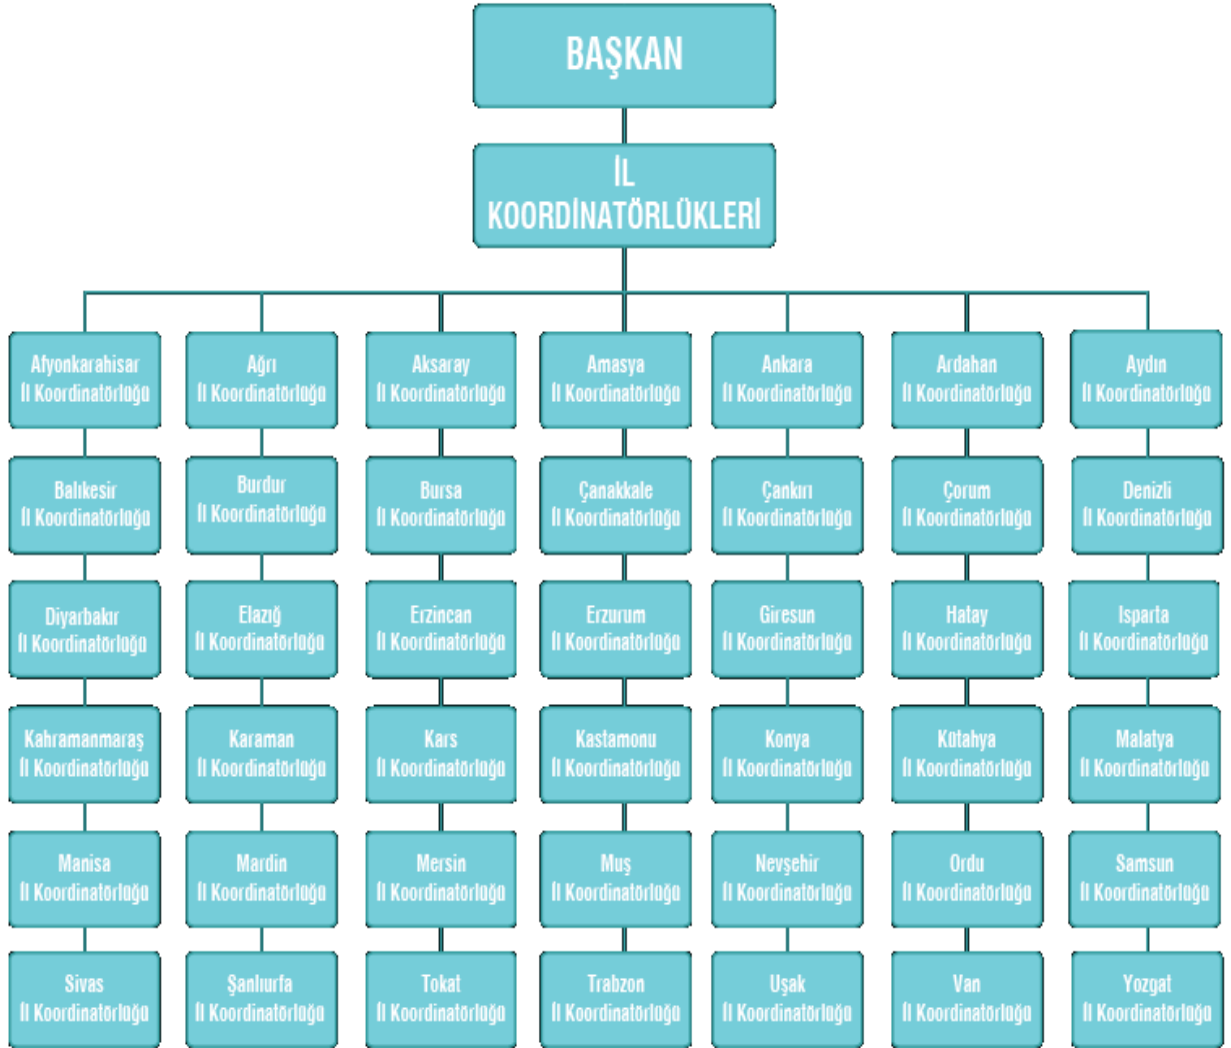 BAŞKAN
İL
KOORDİNATÖRLÜKLERİ
Afyonkarahisar
İl Koordinatörlüğü
Ağrı
İl Koordinatörlüğü
Aksaray
İl Koordinatörlüğü
Amasya
İl Koordinatörlüğü
Ankara
İl Koordinatörlüğü
Ardahan
İl Koordinatörlüğü
Aydın
İl Koordinatörlüğü
Balıkesir
İl Koordinatörlüğü
Burdur
İl Koordinatörlüğü
Bursa
İl Koordinatörlüğü
Çanakkale
İl Koordinatörlüğü
Çankırı
İl Koordinatörlüğü
Çorum
İl Koordinatörlüğü
Denizli
İl Koordinatörlüğü
Diyarbakır
İl Koordinatörlüğü
Elazığ
İl Koordinatörlüğü
Erzincan
İl Koordinatörlüğü
Erzurum
İl Koordinatörlüğü
Giresun
İl Koordinatörlüğü
Hatay
İl Koordinatörlüğü
Isparta
İl Koordinatörlüğü
Kahramanmaraş
İl Koordinatörlüğü
Karaman
İl Koordinatörlüğü
Kars
İl Koordinatörlüğü
Kastamonu
İl Koordinatörlüğü
Konya
İl Koordinatörlüğü
Kütahya
İl Koordinatörlüğü
Malatya
İl Koordinatörlüğü
Manisa
İl Koordinatörlüğü
Mardin
İl Koordinatörlüğü
Mersin
İl Koordinatörlüğü
Muş
İl Koordinatörlüğü
Nevşehir
İl Koordinatörlüğü
Ordu
İl Koordinatörlüğü
Samsun
İl Koordinatörlüğü
Sivas
İl Koordinatörlüğü
Şanlıurfa
İl Koordinatörlüğü
Tokat
İl Koordinatörlüğü
Trabzon
İl Koordinatörlüğü
Uşak
İl Koordinatörlüğü
Van
İl Koordinatörlüğü
Yozgat
İl Koordinatörlüğü